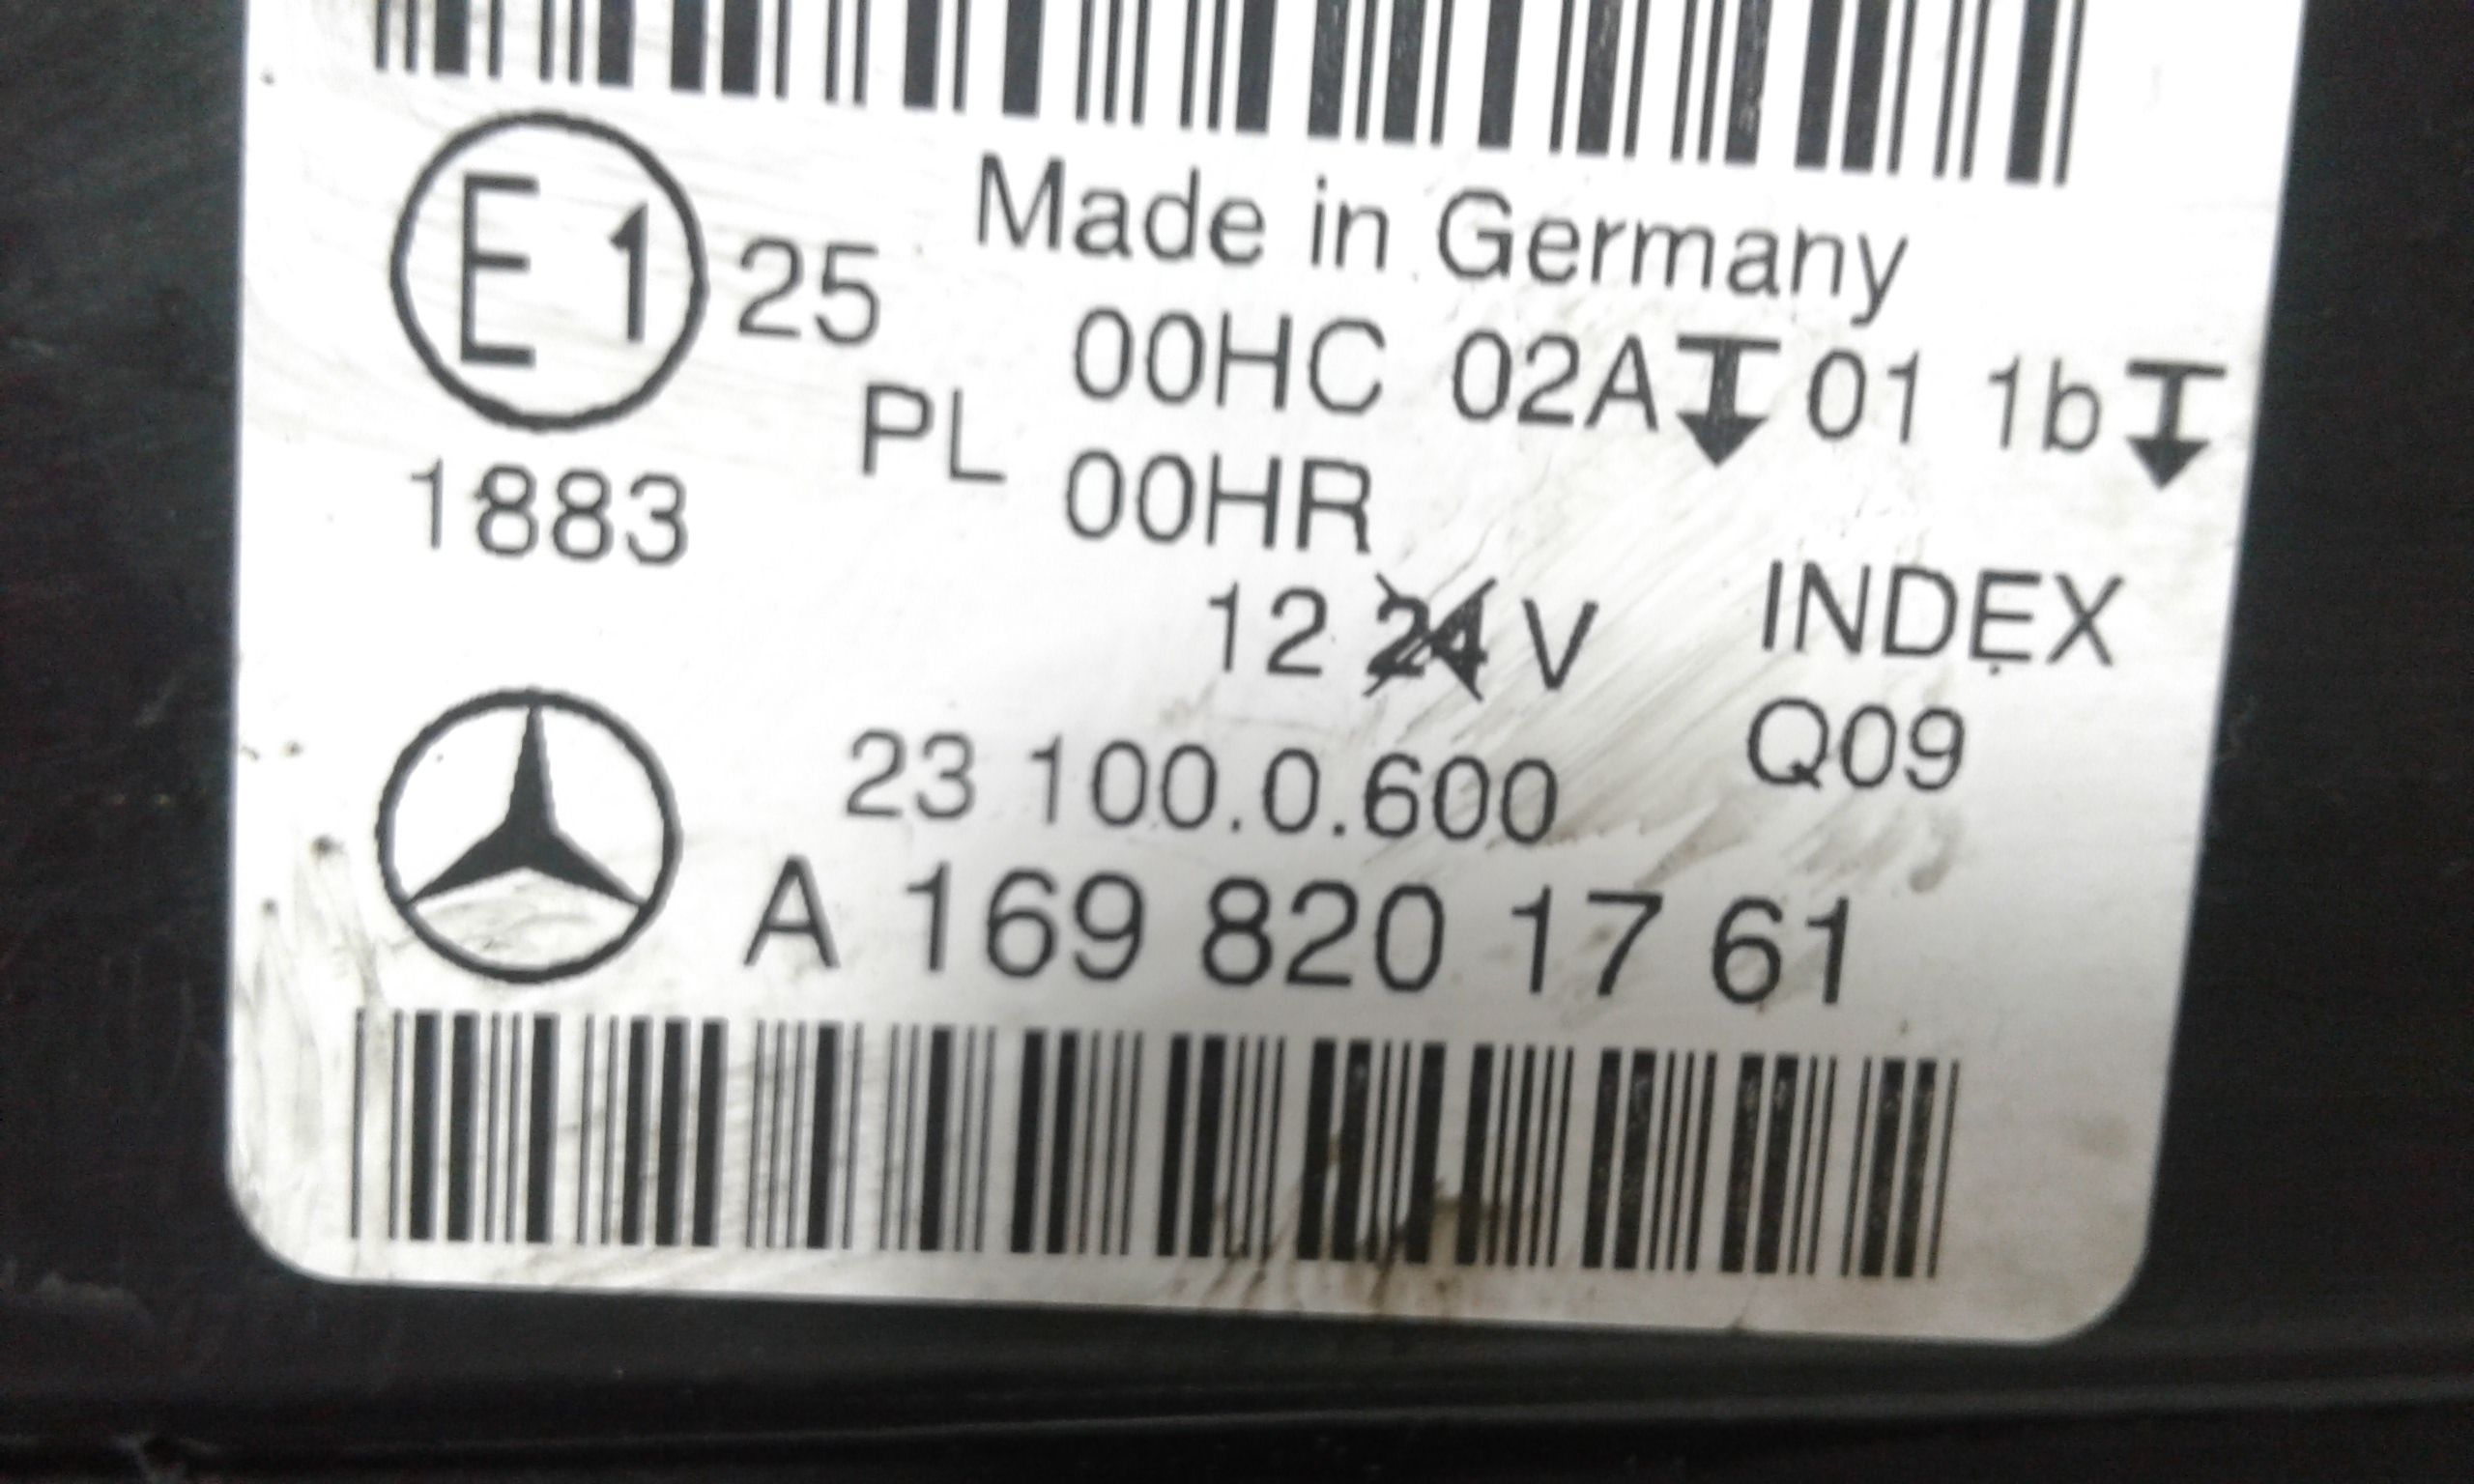 E1 25 Made in Germany
00HC 02A 01 1b
PL 00HR
1883
12 24 V INDEX
Q09
23 100.0.600
A 169 820 17 61